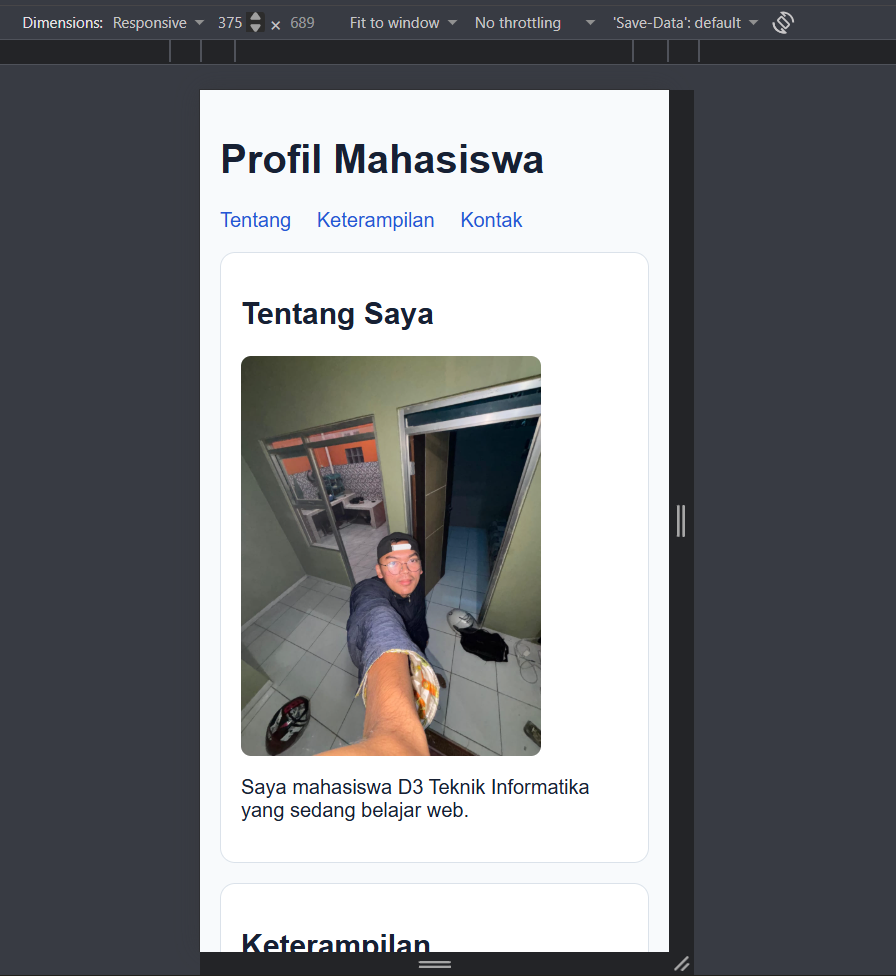 Dimensions: Responsive 375 × 689 Fit to window No throttling 'Save-Data': default
Profil Mahasiswa
Tentang Keterampilan Kontak
Tentang Saya
Saya mahasiswa D3 Teknik Informatika
yang sedang belajar web.
Keterampilan